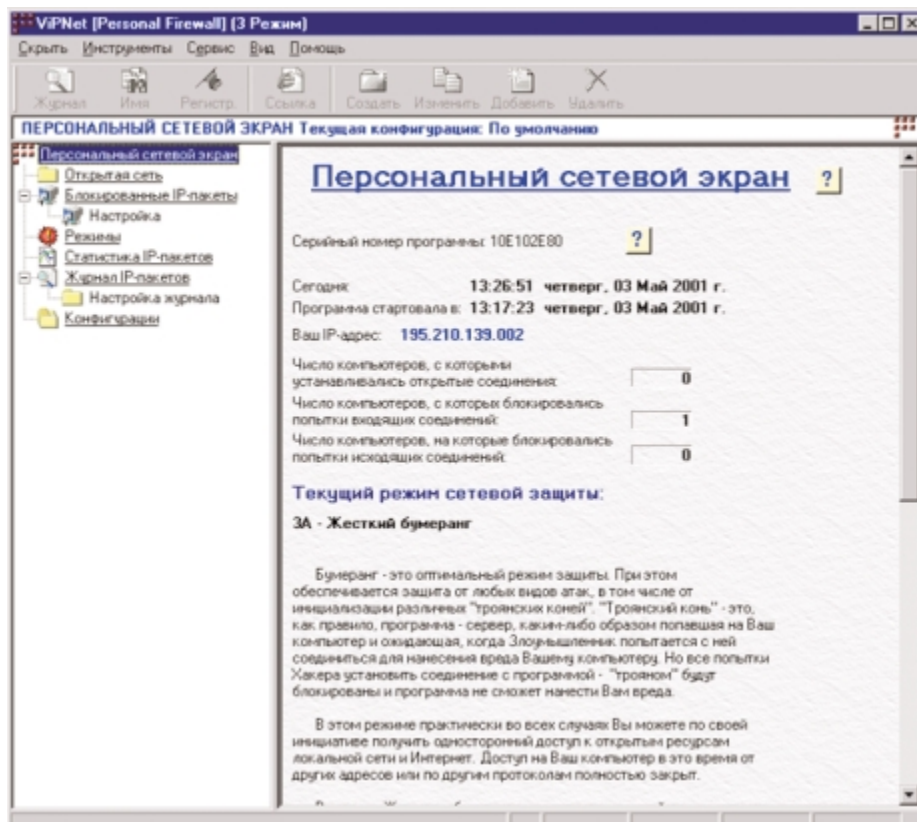 ViPNet [Personal Firewall] (3 Режим)
Скрыть Инструменты Сервис Вид Помощь
Журнал Имя Регистр. Ссылка Создать Изменить Добавить Удалить
ПЕРСОНАЛЬНЫЙ СЕТЕВОЙ ЭКРАН Текущая конфигурация: По умолчанию
Персональный сетевой экран
Открытая сеть
Блокированные IP-пакеты
Настройка
Режимы
Статистика IP-пакетов
Журнал IP-пакетов
Настройка журнала
Конфигурации
Персональный сетевой экран ?
Серийный номер программы: 10E102E80 ?
Сегодня: 13:26:51 четверг, 03 Май 2001 г.
Программа стартовала в: 13:17:23 четверг, 03 Май 2001 г.
Ваш IP-адрес: 195.210.139.002
Число компьютеров, с которыми
устанавливались открытые соединения: 0
Число компьютеров, с которых блокировались
попытки входящих соединений: 1
Число компьютеров, на которые блокировались
попытки исходящих соединений: 0
Текущий режим сетевой защиты:
3А - Жесткий бумеранг
Бумеранг - это оптимальный режим защиты. При этом
обеспечивается защита от любых видов атак, в том числе от
инициализации различных "троянских коней". "Троянский конь" - это,
как правило, программа - сервер, каким-либо образом попавшая на Ваш
компьютер и ожидающая, когда Злоумышленник попытается с ней
соединиться для нанесения вреда Вашему компьютеру. Но все попытки
Хакера установить соединение с программой - "трояном" будут
блокированы и программа не сможет нанести Вам вреда.
В этом режиме практически во всех случаях Вы можете по своей
инициативе получить односторонний доступ к открытым ресурсам
локальной сети и Интернет. Доступ на Ваш компьютер в это время от
других адресов или по другим протоколам полностью закрыт.